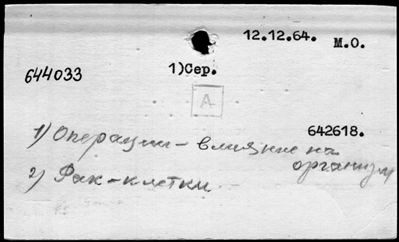 12.12.64. М.О.
1)Сер.
644033
А
642618.
1) Операции – влияние на
организм
2) Рак – клетки